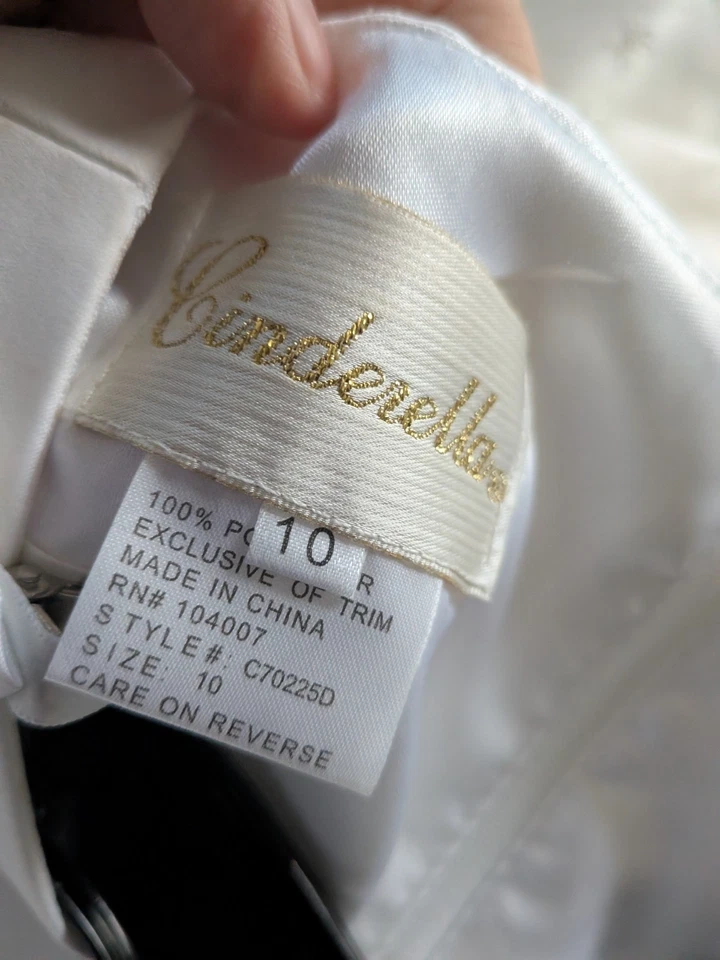 Cinderella
10
100% PO R
EXCLUSIVE OF TRIM
MADE IN CHINA
RN# 104007
STYLE#: C70225D
SIZE: 10
CARE ON REVERSE